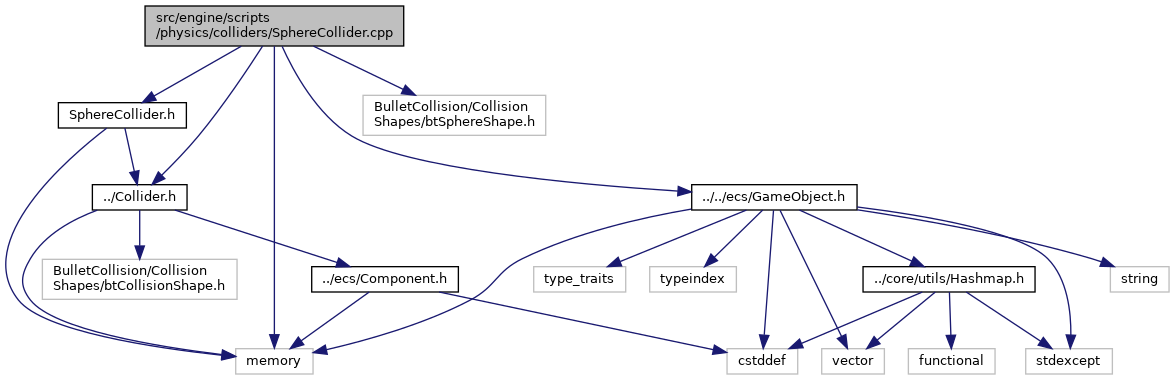 src/engine/scripts
/physics/colliders/SphereCollider.cpp
SphereCollider.h
BulletCollision/Collision
Shapes/btSphereShape.h
../Collider.h
../../ecs/GameObject.h
BulletCollision/Collision
Shapes/btCollisionShape.h
../ecs/Component.h
type_traits
typeindex
../core/utils/Hashmap.h
string
memory
cstddef
vector
functional
stdexcept